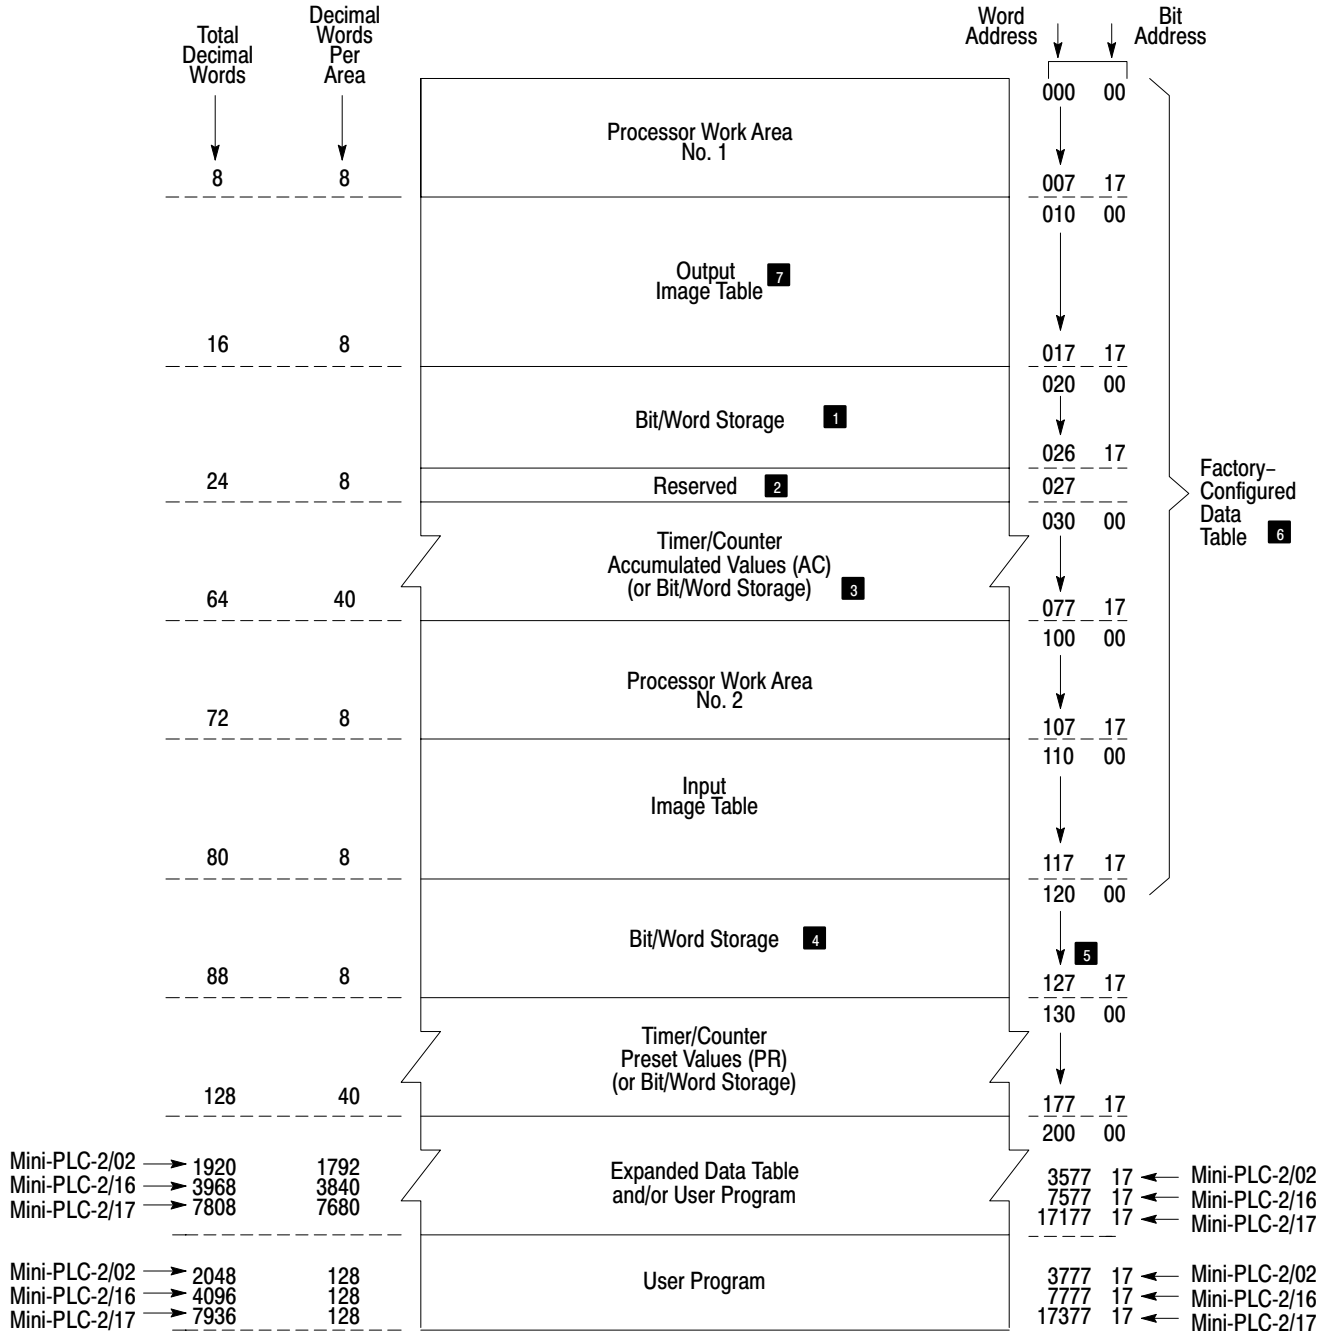 Total
Decimal
Words
Decimal
Words
Per
Area
Word
Address
Bit
Address
000 00
Processor Work Area
No. 1
8 8
007 17
010 00
Output
Image Table 7
16 8
017 17
020 00
Bit/Word Storage 1
026 17
24 8
Reserved 2
027
030 00
Factory–
Configured
Data
Table 6
Timer/Counter
Accumulated Values (AC)
(or Bit/Word Storage) 3
64 40
077 17
100 00
Processor Work Area
No. 2
72 8
107 17
110 00
Input
Image Table
80 8
117 17
120 00
Bit/Word Storage 4
5
88 8
127 17
130 00
Timer/Counter
Preset Values (PR)
(or Bit/Word Storage)
128 40
177 17
200 00
Mini-PLC-2/02 1920 1792
Mini-PLC-2/16 3968 3840
Mini-PLC-2/17 7808 7680
Expanded Data Table
and/or User Program
3577 17 Mini-PLC-2/02
7577 17 Mini-PLC-2/16
17177 17 Mini-PLC-2/17
Mini-PLC-2/02 2048 128
Mini-PLC-2/16 4096 128
Mini-PLC-2/17 7936 128
User Program
3777 17 Mini-PLC-2/02
7777 17 Mini-PLC-2/16
17377 17 Mini-PLC-2/17